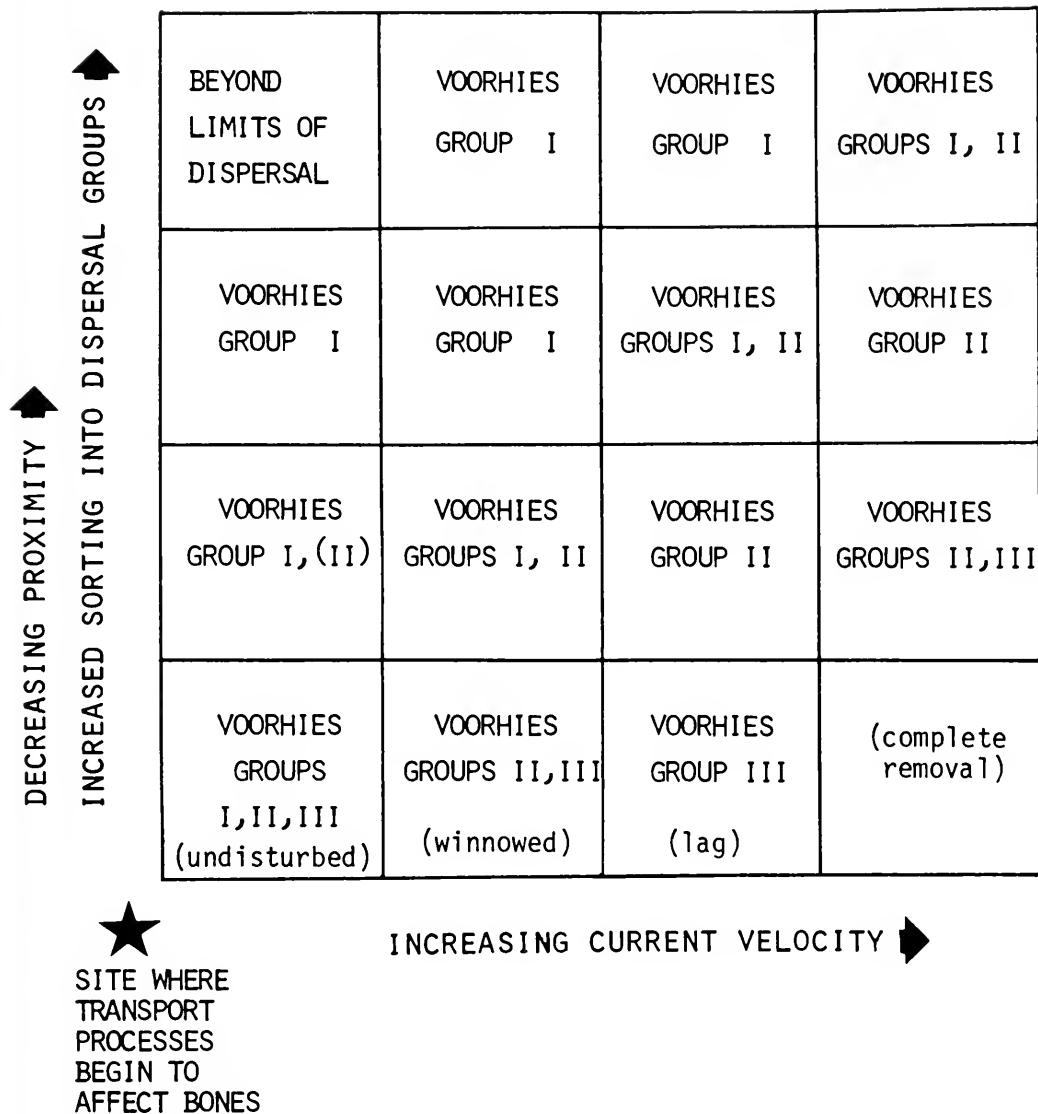 BEYOND
LIMITS OF
DISPERSAL
VOORHIES
GROUP I
VOORHIES
GROUP I
VOORHIES
GROUPS I, II
VOORHIES
GROUP I
VOORHIES
GROUP I
VOORHIES
GROUPS I, II
VOORHIES
GROUP II
VOORHIES
GROUP I,(II)
VOORHIES
GROUPS I, II
VOORHIES
GROUP II
VOORHIES
GROUPS II,III
VOORHIES
GROUPS
I,II,III
(undisturbed)
VOORHIES
GROUPS II,III
(winnowed)
VOORHIES
GROUP III
(lag)
(complete
removal)
DECREASING PROXIMITY
INCREASED SORTING INTO DISPERSAL GROUPS
INCREASING CURRENT VELOCITY
SITE WHERE
TRANSPORT
PROCESSES
BEGIN TO
AFFECT BONES